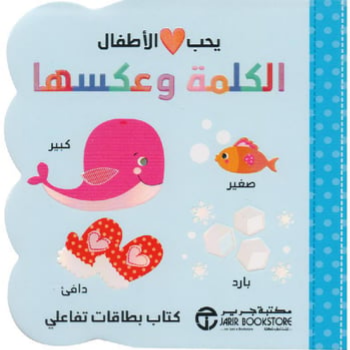 يحب الأطفال
الكلمة وعكسها
كبير
صغير
بارد
دافئ
كتاب بطاقات تفاعلي
مكتبة جرير
JARIR BOOKSTORE